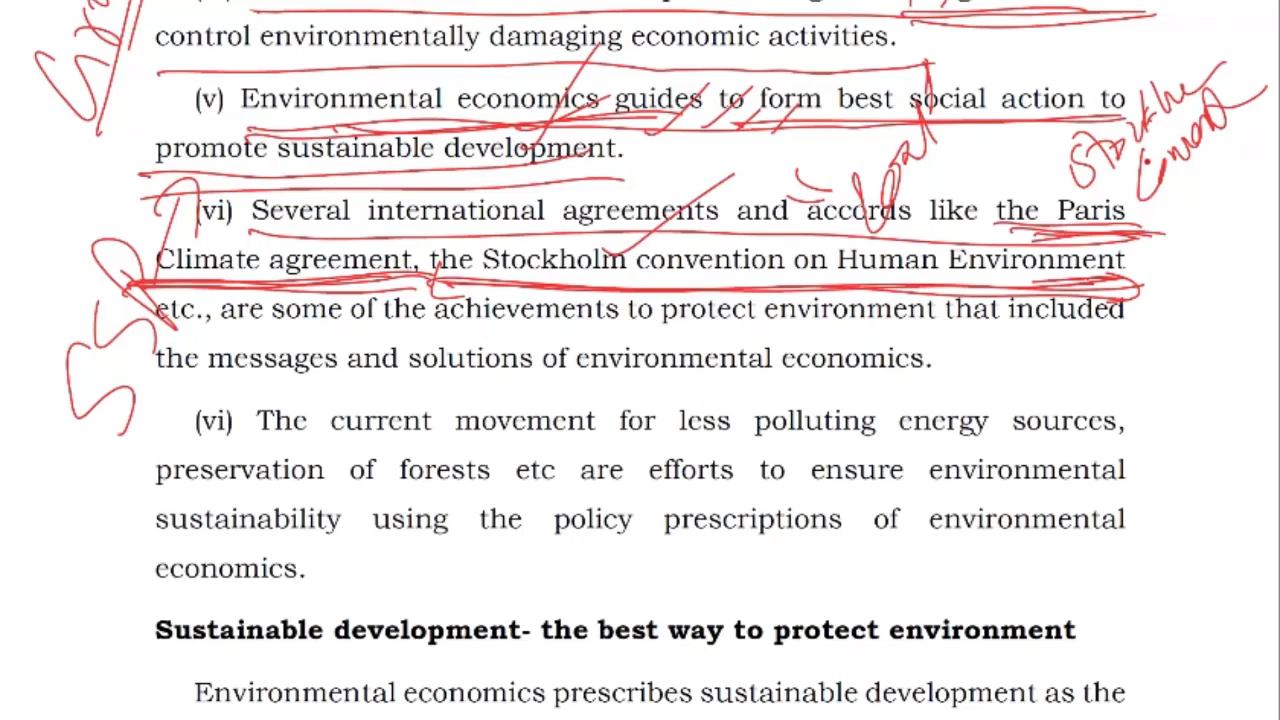 control environmentally damaging economic activities.
(v) Environmental economics guides to form best social action to
promote sustainable development.
(vi) Several international agreements and accords like the Paris
Climate agreement, the Stockholm convention on Human Environment
etc., are some of the achievements to protect environment that included
the messages and solutions of environmental economics.
(vi) The current movement for less polluting energy sources,
preservation of forests etc are efforts to ensure environmental
sustainability using the policy prescriptions of environmental
economics.
Sustainable development- the best way to protect environment
Environmental economics prescribes sustainable development as the